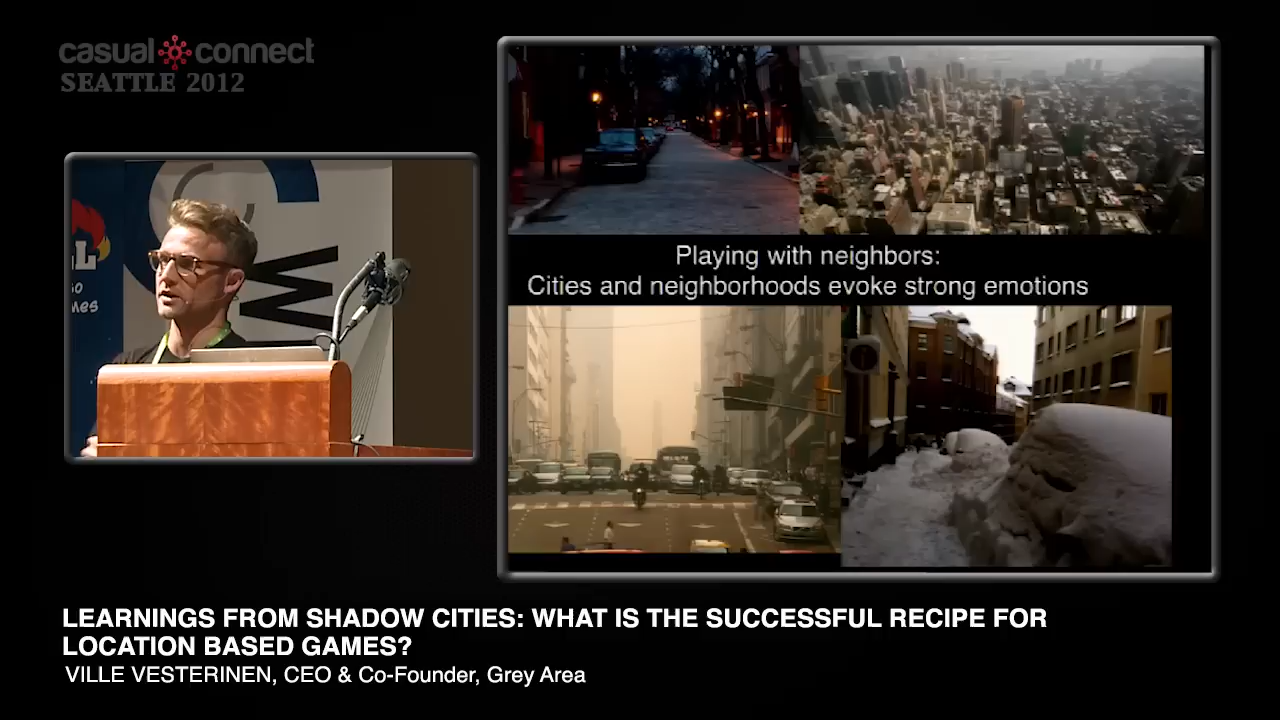 casual connect
SEATTLE 2012
Playing with neighbors:
Cities and neighborhoods evoke strong emotions
W
LEARNINGS FROM SHADOW CITIES: WHAT IS THE SUCCESSFUL RECIPE FOR
LOCATION BASED GAMES?
VILLE VESTERINEN, CEO & Co-Founder, Grey Area